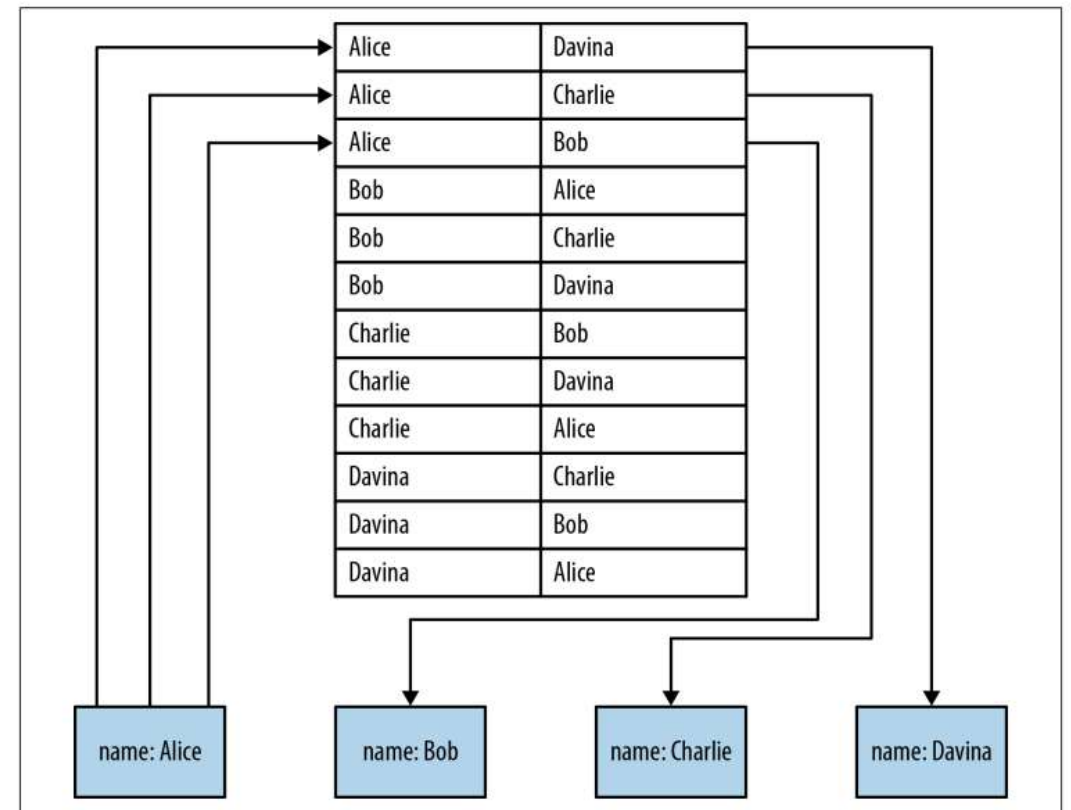 Alice Davina
Alice Charlie
Alice Bob
Bob Alice
Bob Charlie
Bob Davina
Charlie Bob
Charlie Davina
Charlie Alice
Davina Charlie
Davina Bob
Davina Alice
name: Alice name: Bob name: Charlie name: Davina